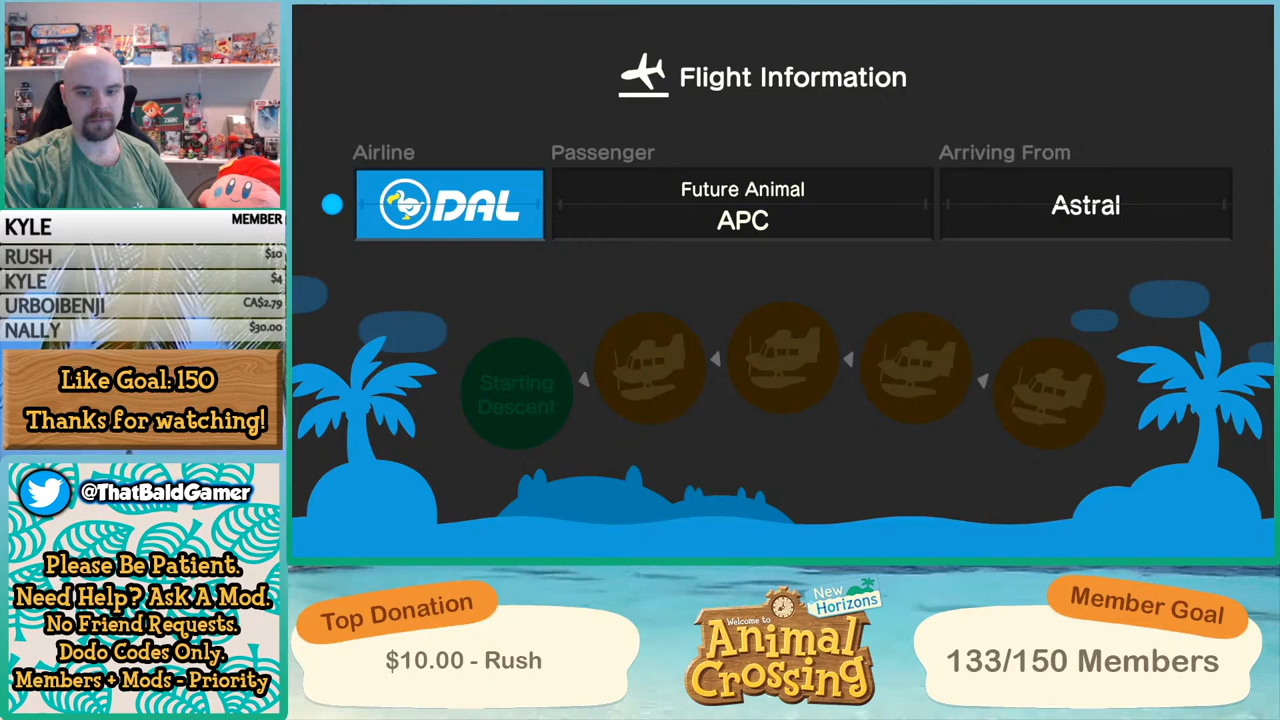 KYLE
MEMBER
RUSH
$10
KYLE
$4
URBOIBENJI
CA$2.79
NALLY
$30.00
Like Goal: 150
Thanks for watching!
@ThatBaldGamer
Please Be Patient.
Need Help? Ask A Mod.
No Friend Requests.
Dodo Codes Only.
Members + Mods - Priority
Flight Information
Airline
Passenger
Arriving From
DAL
Future Animal
APC
Astral
Starting
Descent
Top Donation
$10.00 - Rush
Welcome to
Animal
Crossing
New
Horizons
Member Goal
133/150 Members